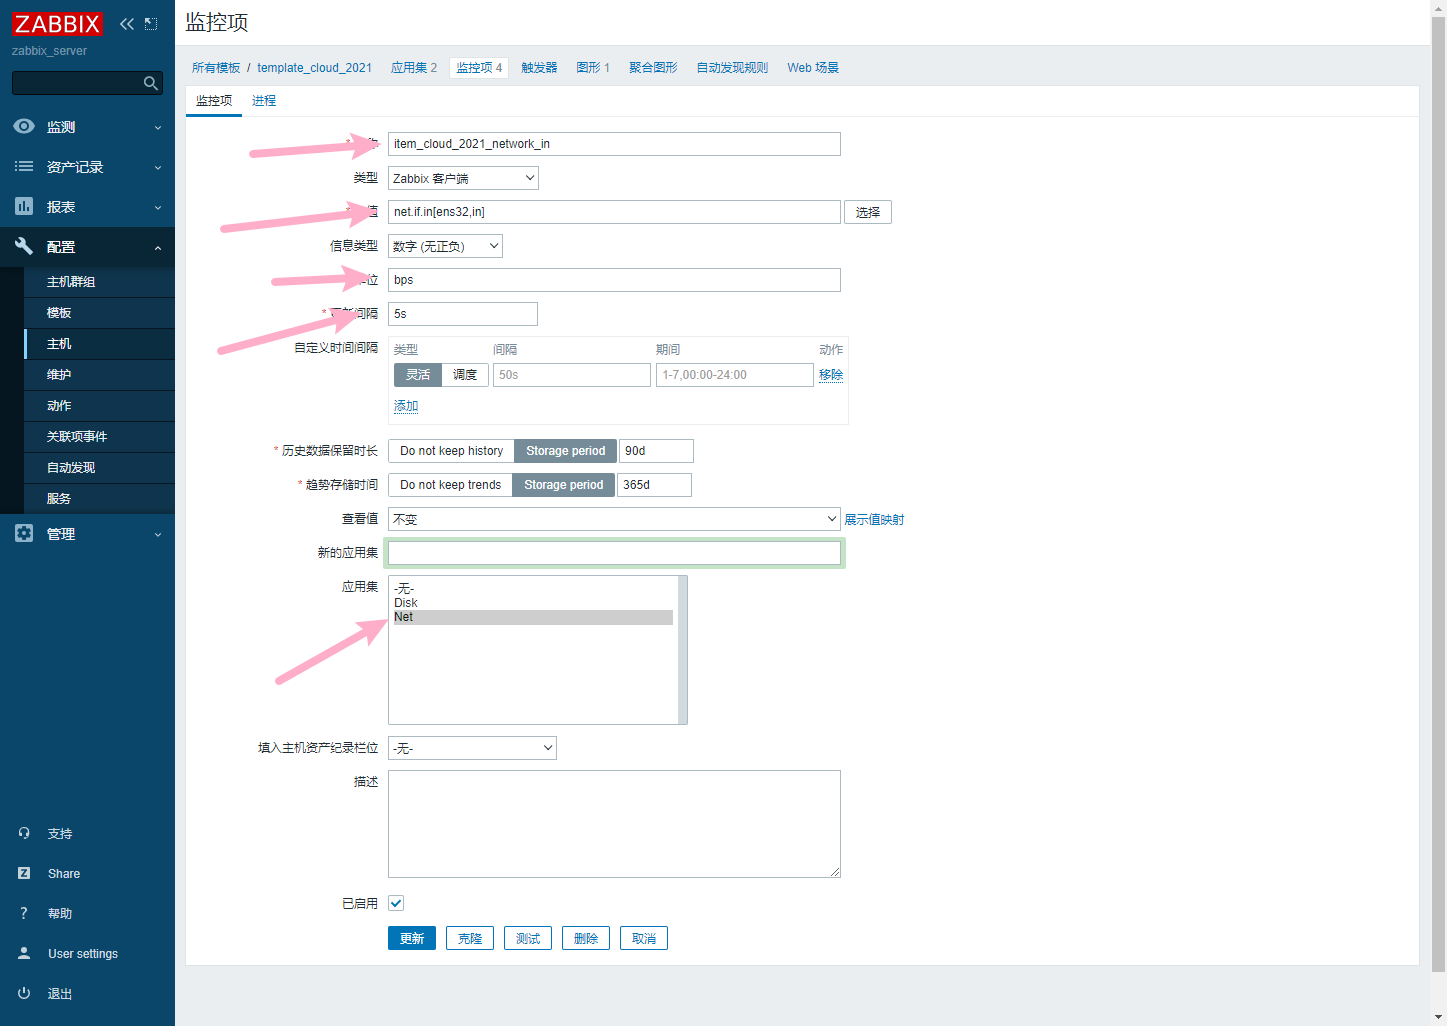 ZABBIX
zabbix_server
监测
资产记录
报表
配置
主机群组
模板
主机
维护
动作
关联项事件
自动发现
服务
管理
支持
Share
帮助
User settings
退出
监控项
所有模板 / template_cloud_2021 应用集 2 监控项 4 触发器 图形 1 聚合图形 自动发现规则 Web 场景
监控项 进程
* item_cloud_2021_network_in
类型 Zabbix 客户端
* 值 net.if.in[ens32,in] 选择
信息类型 数字 (无正负)
位 bps
* 更新间隔 5s
自定义时间间隔 类型 间隔 期间 动作
灵活 调度 50s 1-7,00:00-24:00 移除
添加
* 历史数据保留时长 Do not keep history Storage period 90d
* 趋势存储时间 Do not keep trends Storage period 365d
查看值 不变 展示值映射
新的应用集
应用集 -无-
Disk
Net
填入主机资产纪录栏位 -无-
描述
已启用
更新 克隆 测试 删除 取消